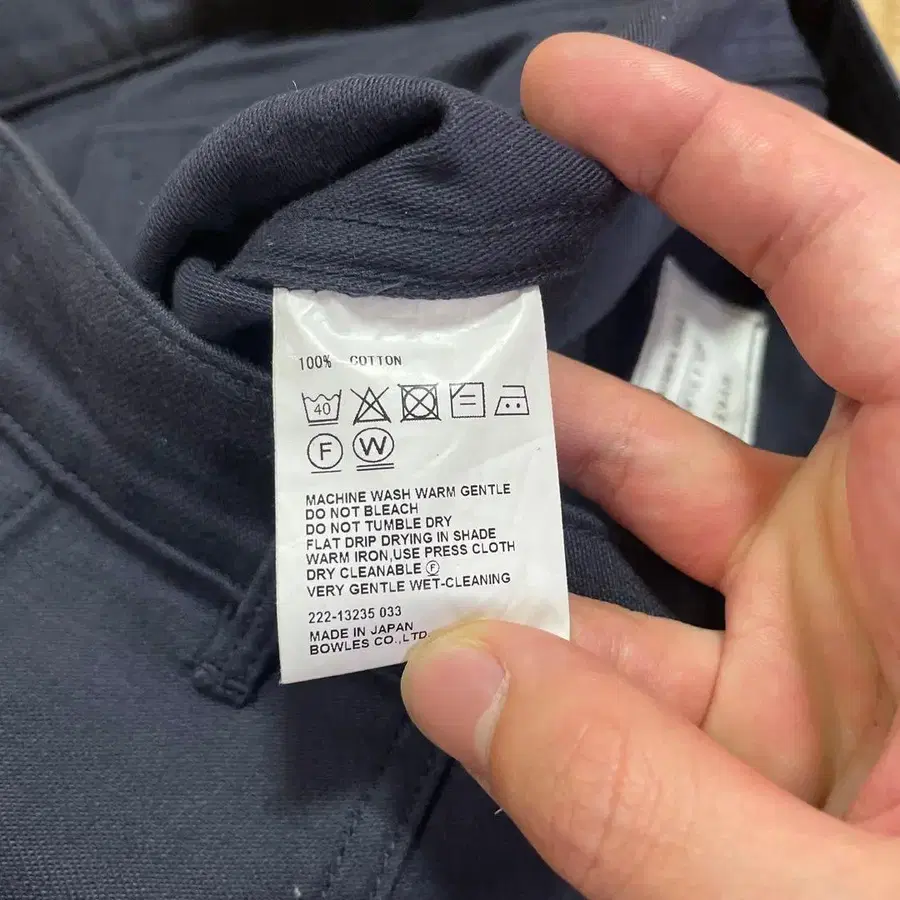 100% COTTON
40
F W
MACHINE WASH WARM GENTLE
DO NOT BLEACH
DO NOT TUMBLE DRY
FLAT DRIP DRYING IN SHADE
WARM IRON,USE PRESS CLOTH
DRY CLEANABLE Ⓕ
VERY GENTLE WET-CLEANING
222-13235 033
MADE IN JAPAN
BOWLES CO.,LTD.